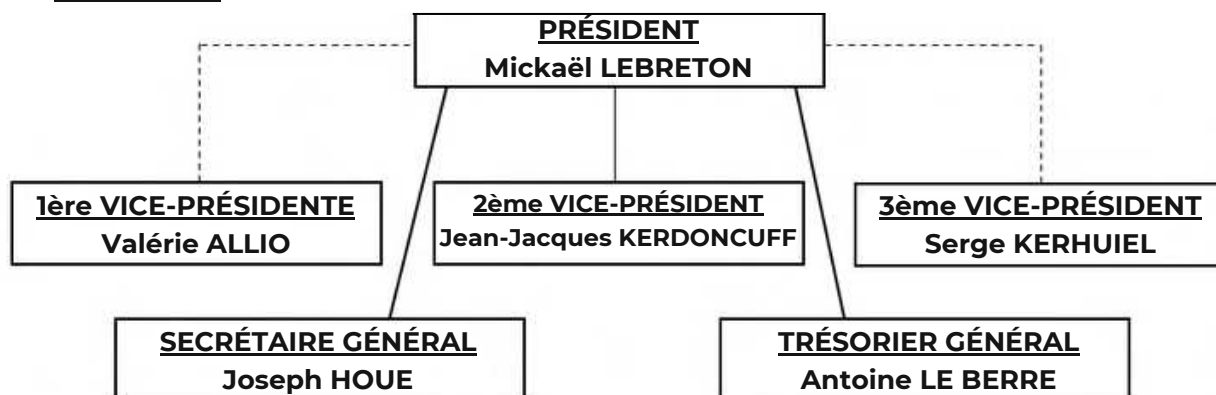 PRÉSIDENT
Mickaël LEBRETON
1ère VICE-PRÉSIDENTE
Valérie ALLIO
2ème VICE-PRÉSIDENT
Jean-Jacques KERDONCUFF
3ème VICE-PRÉSIDENT
Serge KERHUIEL
SECRÉTAIRE GÉNÉRAL
Joseph HOUE
TRÉSORIER GÉNÉRAL
Antoine LE BERRE